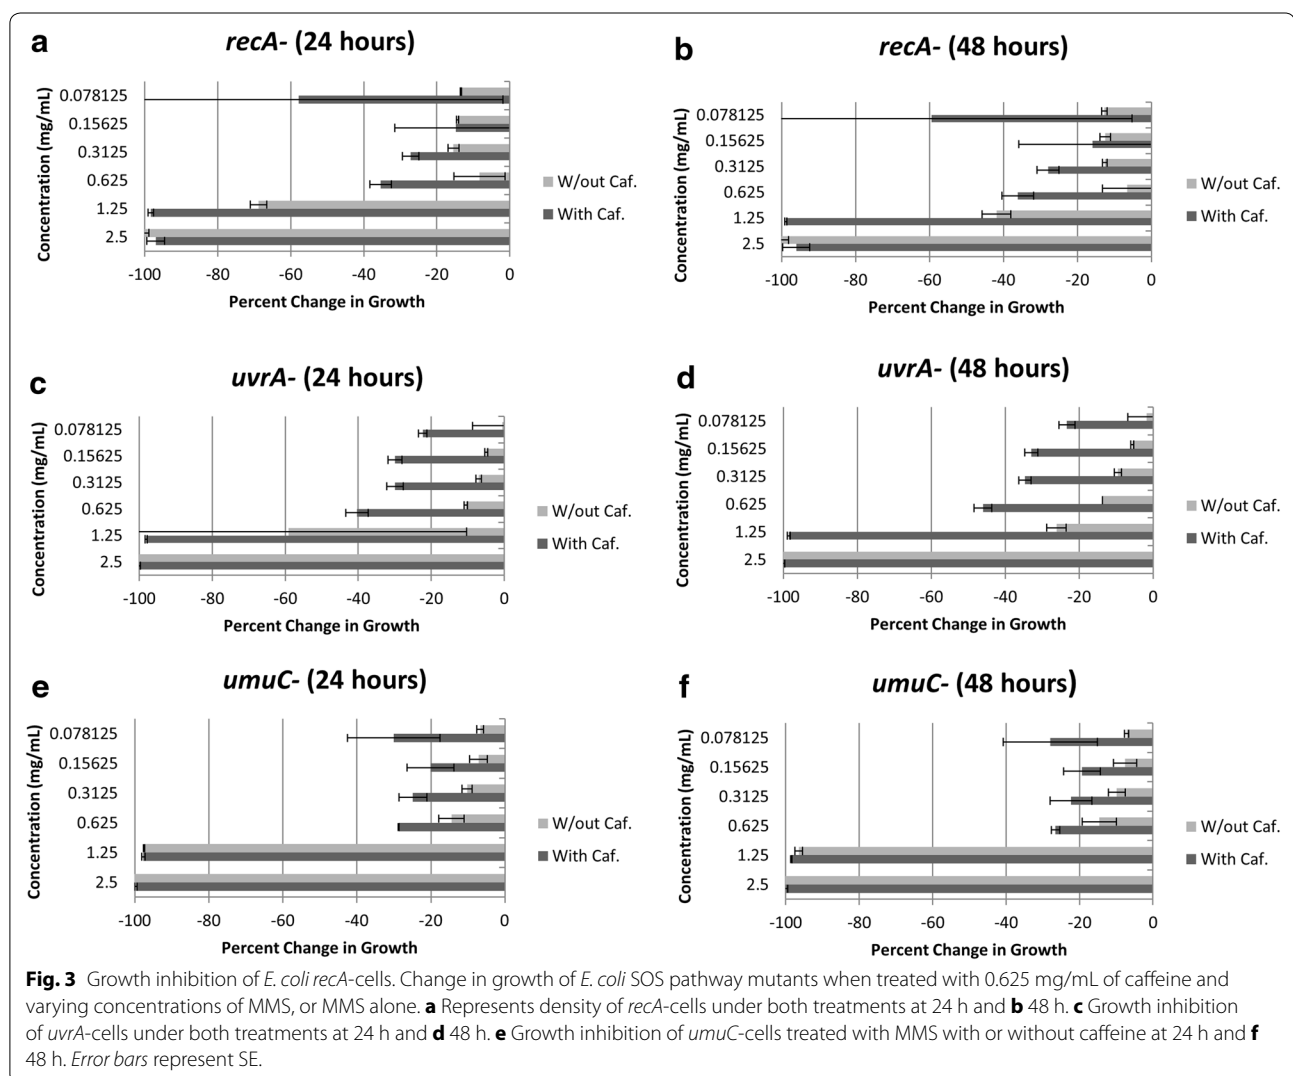 a
recA- (24 hours)
Concentration (mg/mL)
0.078125
0.15625
0.3125
0.625
1.25
2.5
-100 -80 -60 -40 -20 0
Percent Change in Growth
W/out Caf.
With Caf.
b
recA- (48 hours)
Concentration (mg/mL)
0.078125
0.15625
0.3125
0.625
1.25
2.5
-100 -80 -60 -40 -20 0
Percent Change in Growth
W/out Caf.
With Caf.
c
uvrA- (24 hours)
Concentration (mg/mL)
0.078125
0.15625
0.3125
0.625
1.25
2.5
-100 -80 -60 -40 -20 0
Percent Change in Growth
W/out Caf.
With Caf.
d
uvrA- (48 hours)
Concentration (mg/mL)
0.078125
0.15625
0.3125
0.625
1.25
2.5
-100 -80 -60 -40 -20 0
Percent Change in Growth
W/out Caf.
With Caf.
e
umuC- (24 hours)
Concentration (mg/mL)
0.078125
0.15625
0.3125
0.625
1.25
2.5
-100 -80 -60 -40 -20 0
Percent Change in Growth
W/out Caf.
With Caf.
f
umuC- (48 hours)
Concentration (mg/mL)
0.078125
0.15625
0.3125
0.625
1.25
2.5
-100 -80 -60 -40 -20 0
Percent Change in Growth
W/out Caf.
With Caf.
Fig. 3 Growth inhibition of E. coli recA-cells. Change in growth of E. coli SOS pathway mutants when treated with 0.625 mg/mL of caffeine and
varying concentrations of MMS, or MMS alone. a Represents density of recA-cells under both treatments at 24 h and b 48 h. c Growth inhibition
of uvrA-cells under both treatments at 24 h and d 48 h. e Growth inhibition of umuC-cells treated with MMS with or without caffeine at 24 h and f
48 h. Error bars represent SE.